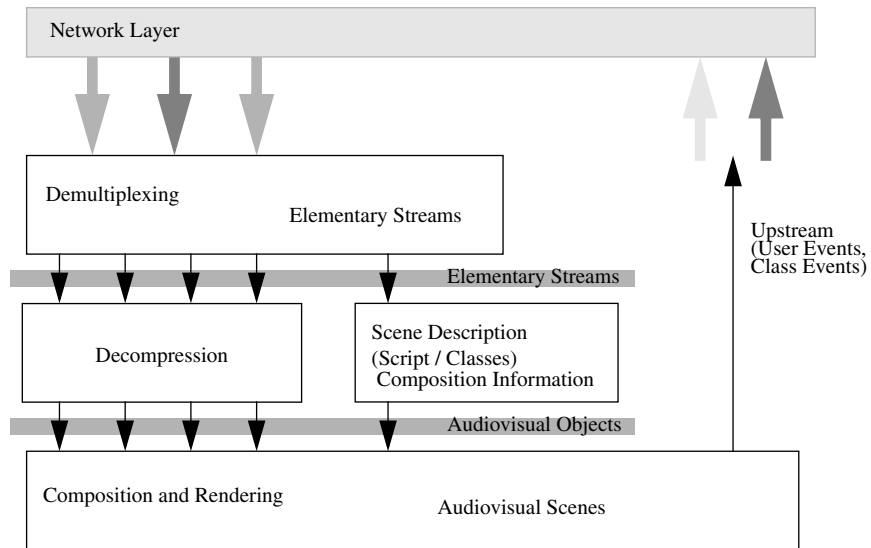 Network Layer
Demultiplexing
Elementary Streams
Upstream
(User Events,
Class Events)
Elementary Streams
Decompression
Scene Description
(Script / Classes)
Composition Information
Audiovisual Objects
Composition and Rendering
Audiovisual Scenes